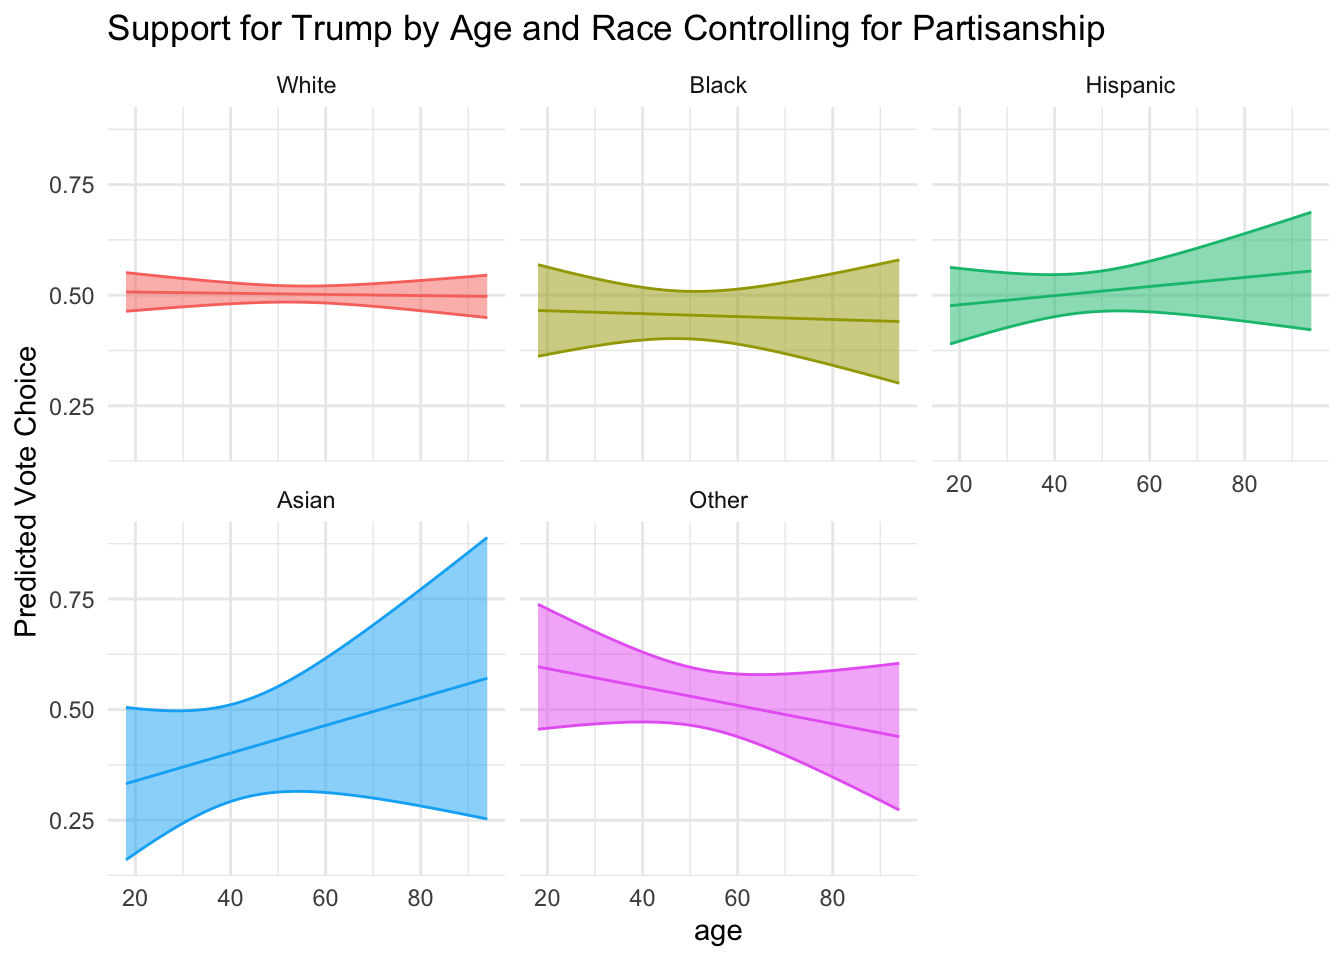 Support for Trump by Age and Race Controlling for Partisanship
White
Black
Hispanic
0.75
0.50
0.25
20 40 60 80
Asian
Other
Predicted Vote Choice
0.75
0.50
0.25
20 40 60 80
20 40 60 80
age